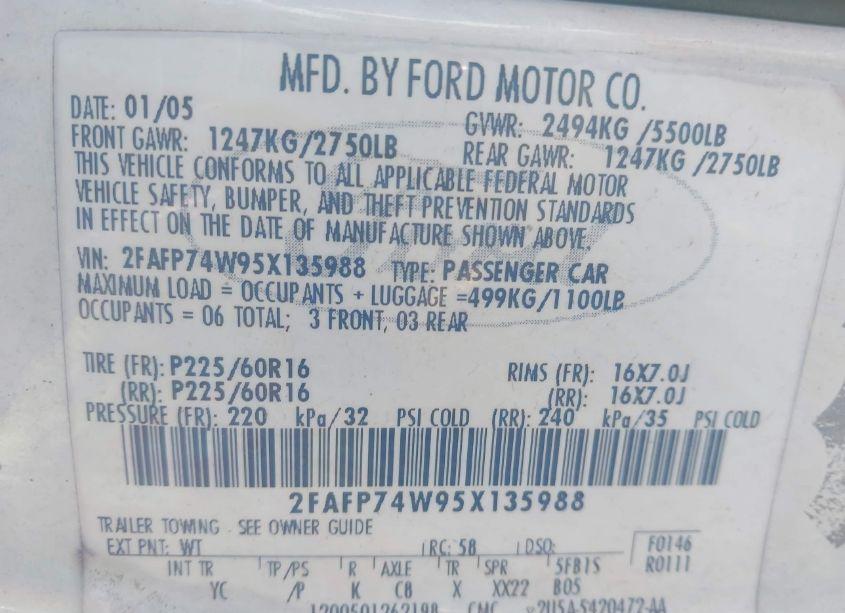 MFD. BY FORD MOTOR CO.
DATE: 01/05 GVWR: 2494KG /5500LB
FRONT GAWR: 1247KG/2750LB REAR GAWR: 1247KG /2750LB
THIS VEHICLE CONFORMS TO ALL APPLICABLE FEDERAL MOTOR
VEHICLE SAFETY, BUMPER, AND THEFT PREVENTION STANDARDS
IN EFFECT ON THE DATE OF MANUFACTURE SHOWN ABOVE.
VIN: 2FAFP74W95X135988 TYPE: PASSENGER CAR
MAXIMUM LOAD = OCCUPANTS + LUGGAGE =499KG/1100LB
OCCUPANTS = 06 TOTAL; 3 FRONT, 03 REAR
TIRE (FR): P225/60R16 RIMS (FR): 16X7.0J
(RR): P225/60R16 (RR): 16X7.0J
PRESSURE (FR): 220 kPa/32 PSI COLD (RR): 240 kPa/35 PSI COLD
2FAFP74W95X135988
TRAILER TOWING - SEE OWNER GUIDE
EXT PNT: WT RC: 58 DSO: F0146
R0111
INT TR TP/PS R AXLE TR SPR SFBTS
YC /P K C8 X XX22 B05